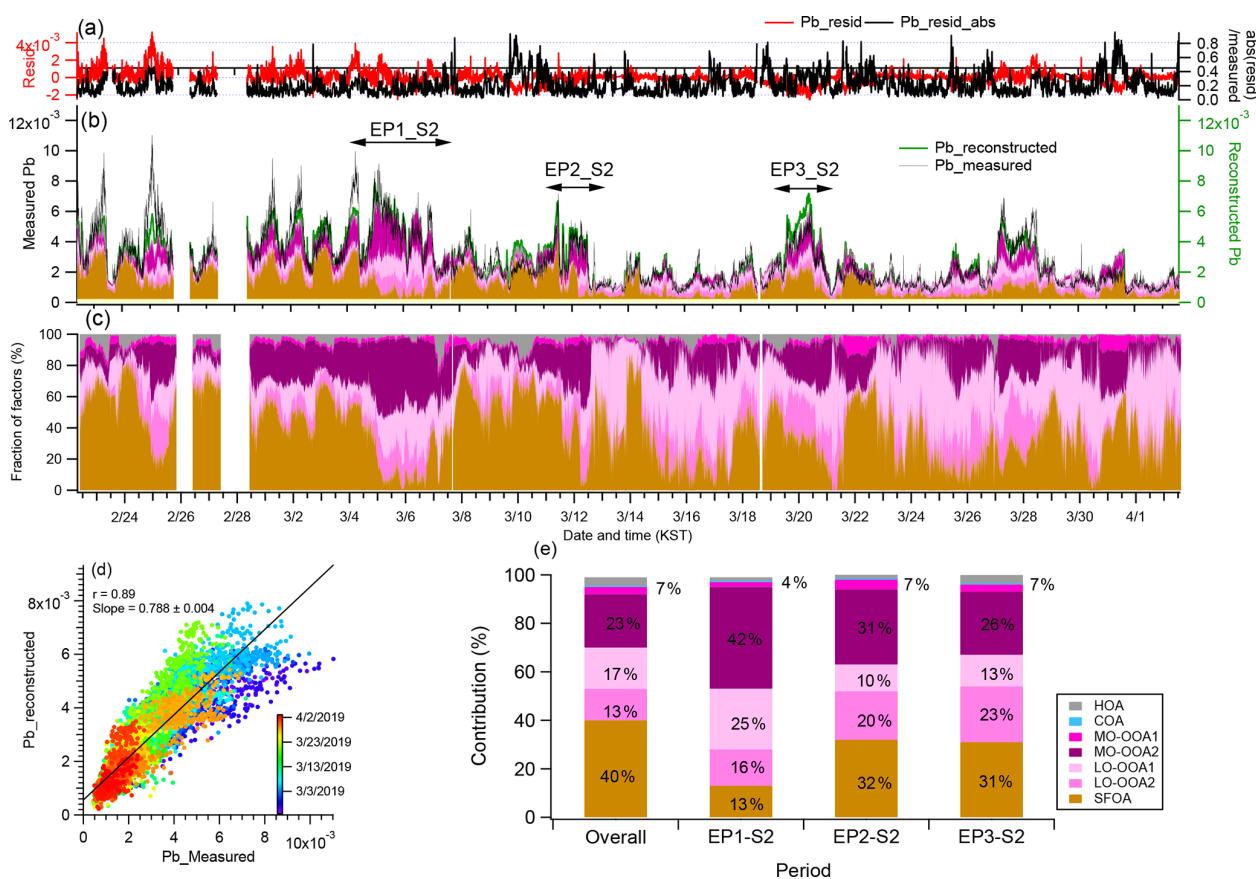 (a)
Pb_resid
Pb_resid_abs
4x10⁻³
2
0
-2
Resid
0.8
0.6
0.4
0.2
0.0
abs(resid)
/measured
(b)
12x10⁻³
10
8
6
4
2
0
Measured Pb
EP1_S2
EP2_S2
EP3_S2
Pb_reconstructed
Pb_measured
12x10⁻³
10
8
6
4
2
0
Reconstructed Pb
(c)
100
80
60
40
20
0
Fraction of factors (%)
2/24 2/26 2/28 3/2 3/4 3/6 3/8 3/10 3/12 3/14 3/16 3/18 3/20 3/22 3/24 3/26 3/28 3/30 4/1
Date and time (KST)
(d)
r = 0.89
Slope = 0.788 ± 0.004
8x10⁻³
6
4
2
0
Pb_reconstructed
4/2/2019
3/23/2019
3/13/2019
3/3/2019
0 2 4 6 8 10x10⁻³
Pb_Measured
(e)
100
80
60
40
20
0
Contribution (%)
7%
23%
17%
13%
40%
4%
42%
25%
16%
13%
7%
31%
10%
20%
32%
7%
26%
13%
23%
31%
Overall EP1-S2 EP2-S2 EP3-S2
Period
HOA
COA
MO-OOA1
MO-OOA2
LO-OOA1
LO-OOA2
SFOA